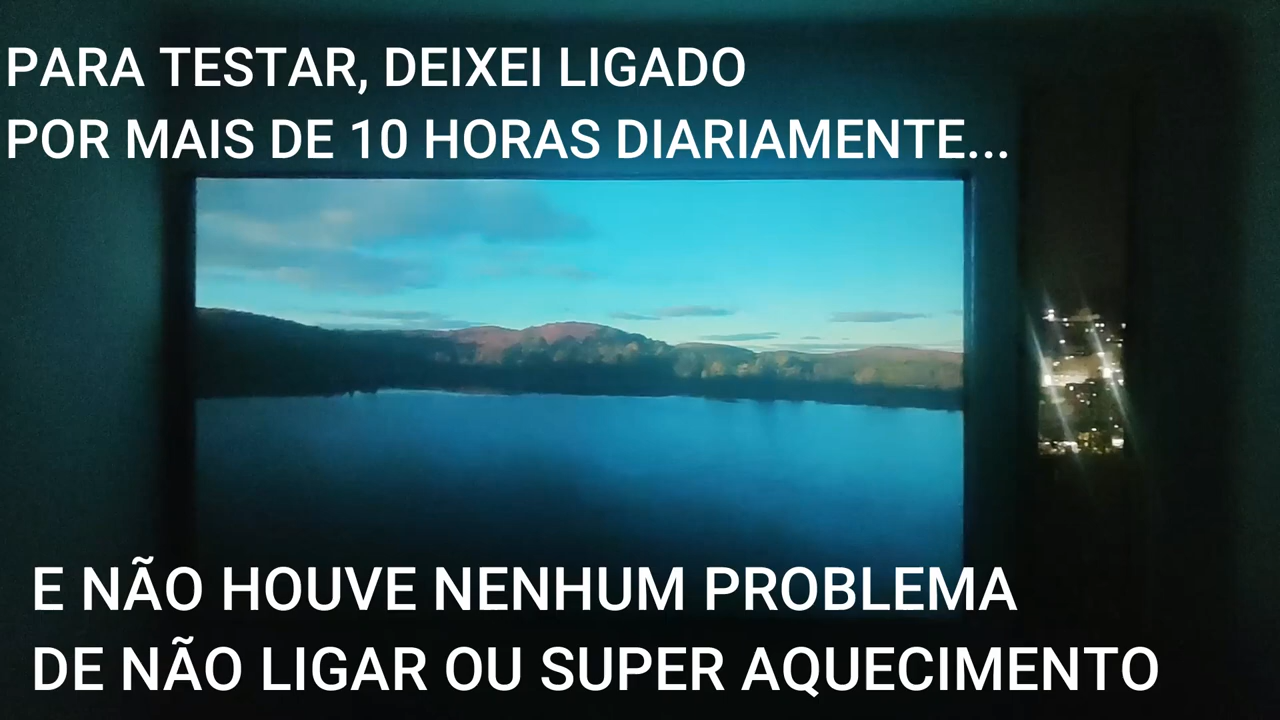 PARA TESTAR, DEIXEI LIGADO
POR MAIS DE 10 HORAS DIARIAMENTE...
E NÃO HOUVE NENHUM PROBLEMA
DE NÃO LIGAR OU SUPER AQUECIMENTO